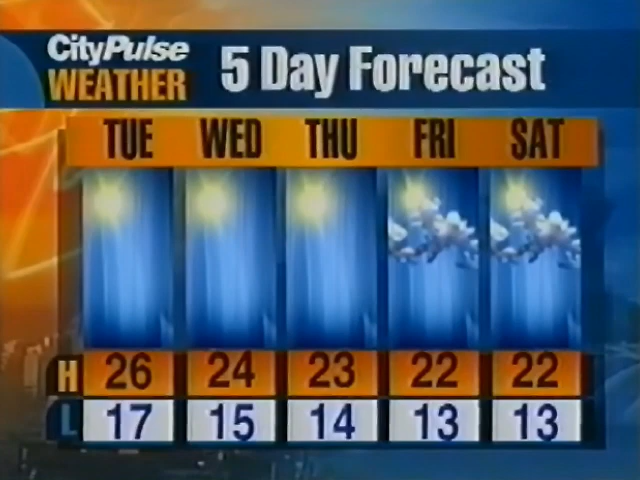 CityPulse
WEATHER
5 Day Forecast
TUE WED THU FRI SAT
H 26 24 23 22 22
L 17 15 14 13 13